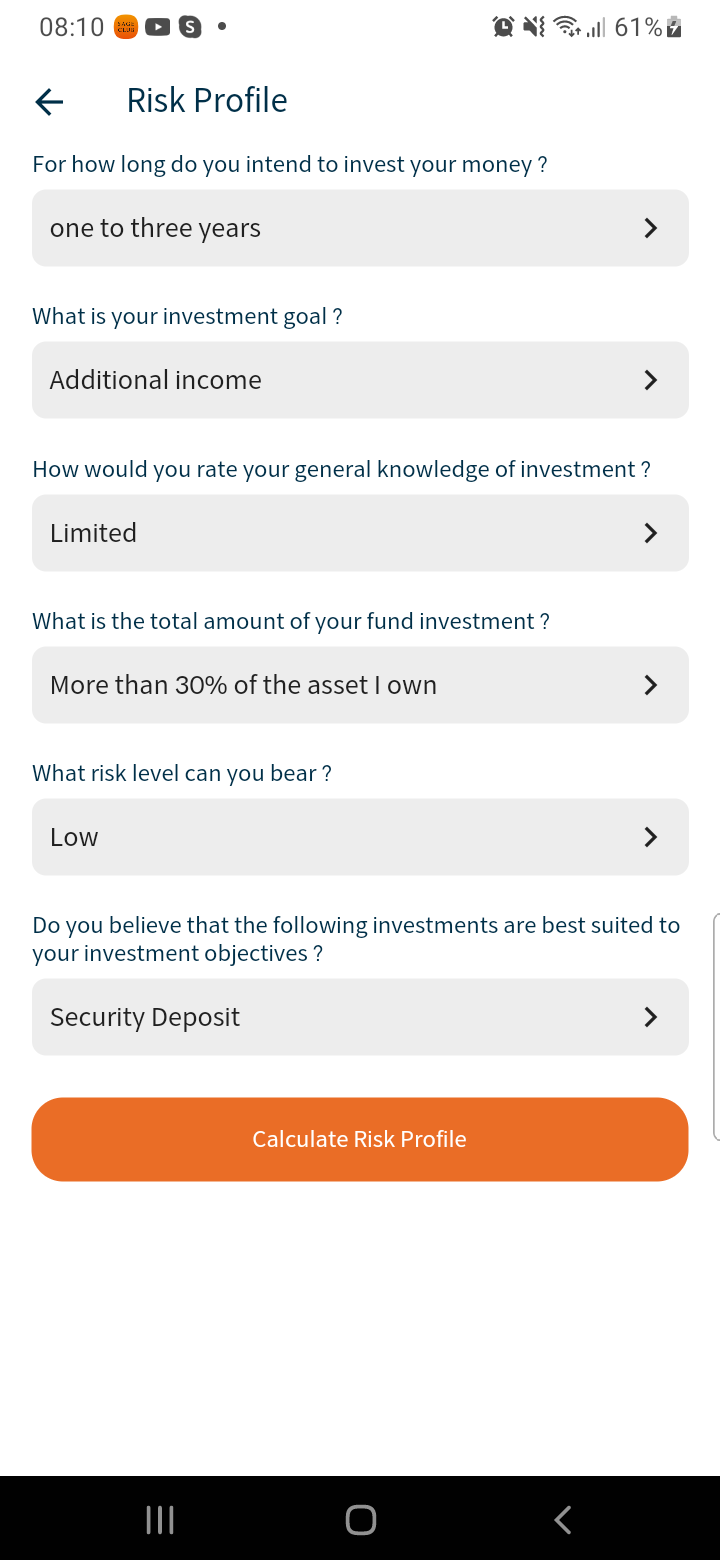 08:10
SAGE
CLUB
S
61%
Risk Profile
For how long do you intend to invest your money ?
one to three years
What is your investment goal ?
Additional income
How would you rate your general knowledge of investment ?
Limited
What is the total amount of your fund investment ?
More than 30% of the asset I own
What risk level can you bear ?
Low
Do you believe that the following investments are best suited to
your investment objectives ?
Security Deposit
Calculate Risk Profile